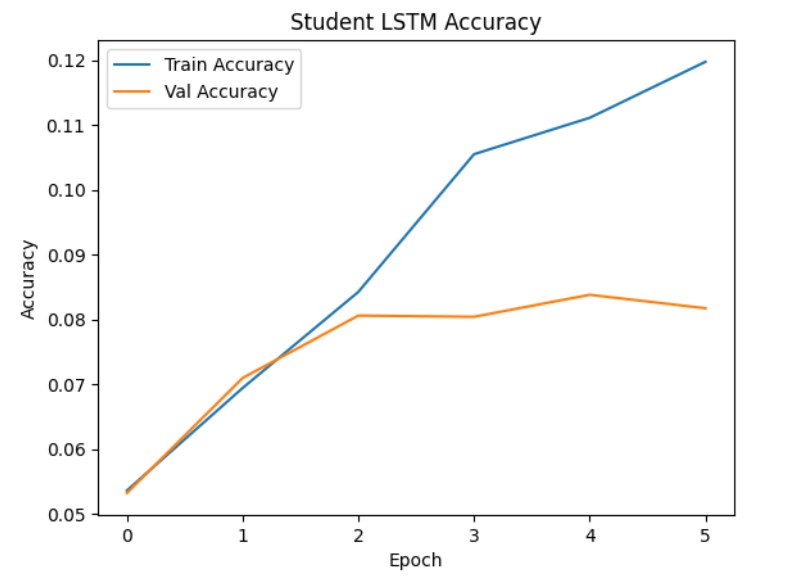 Student LSTM Accuracy
Train Accuracy
Val Accuracy
0.12
0.11
0.10
0.09
0.08
0.07
0.06
0.05
Accuracy
0 1 2 3 4 5
Epoch